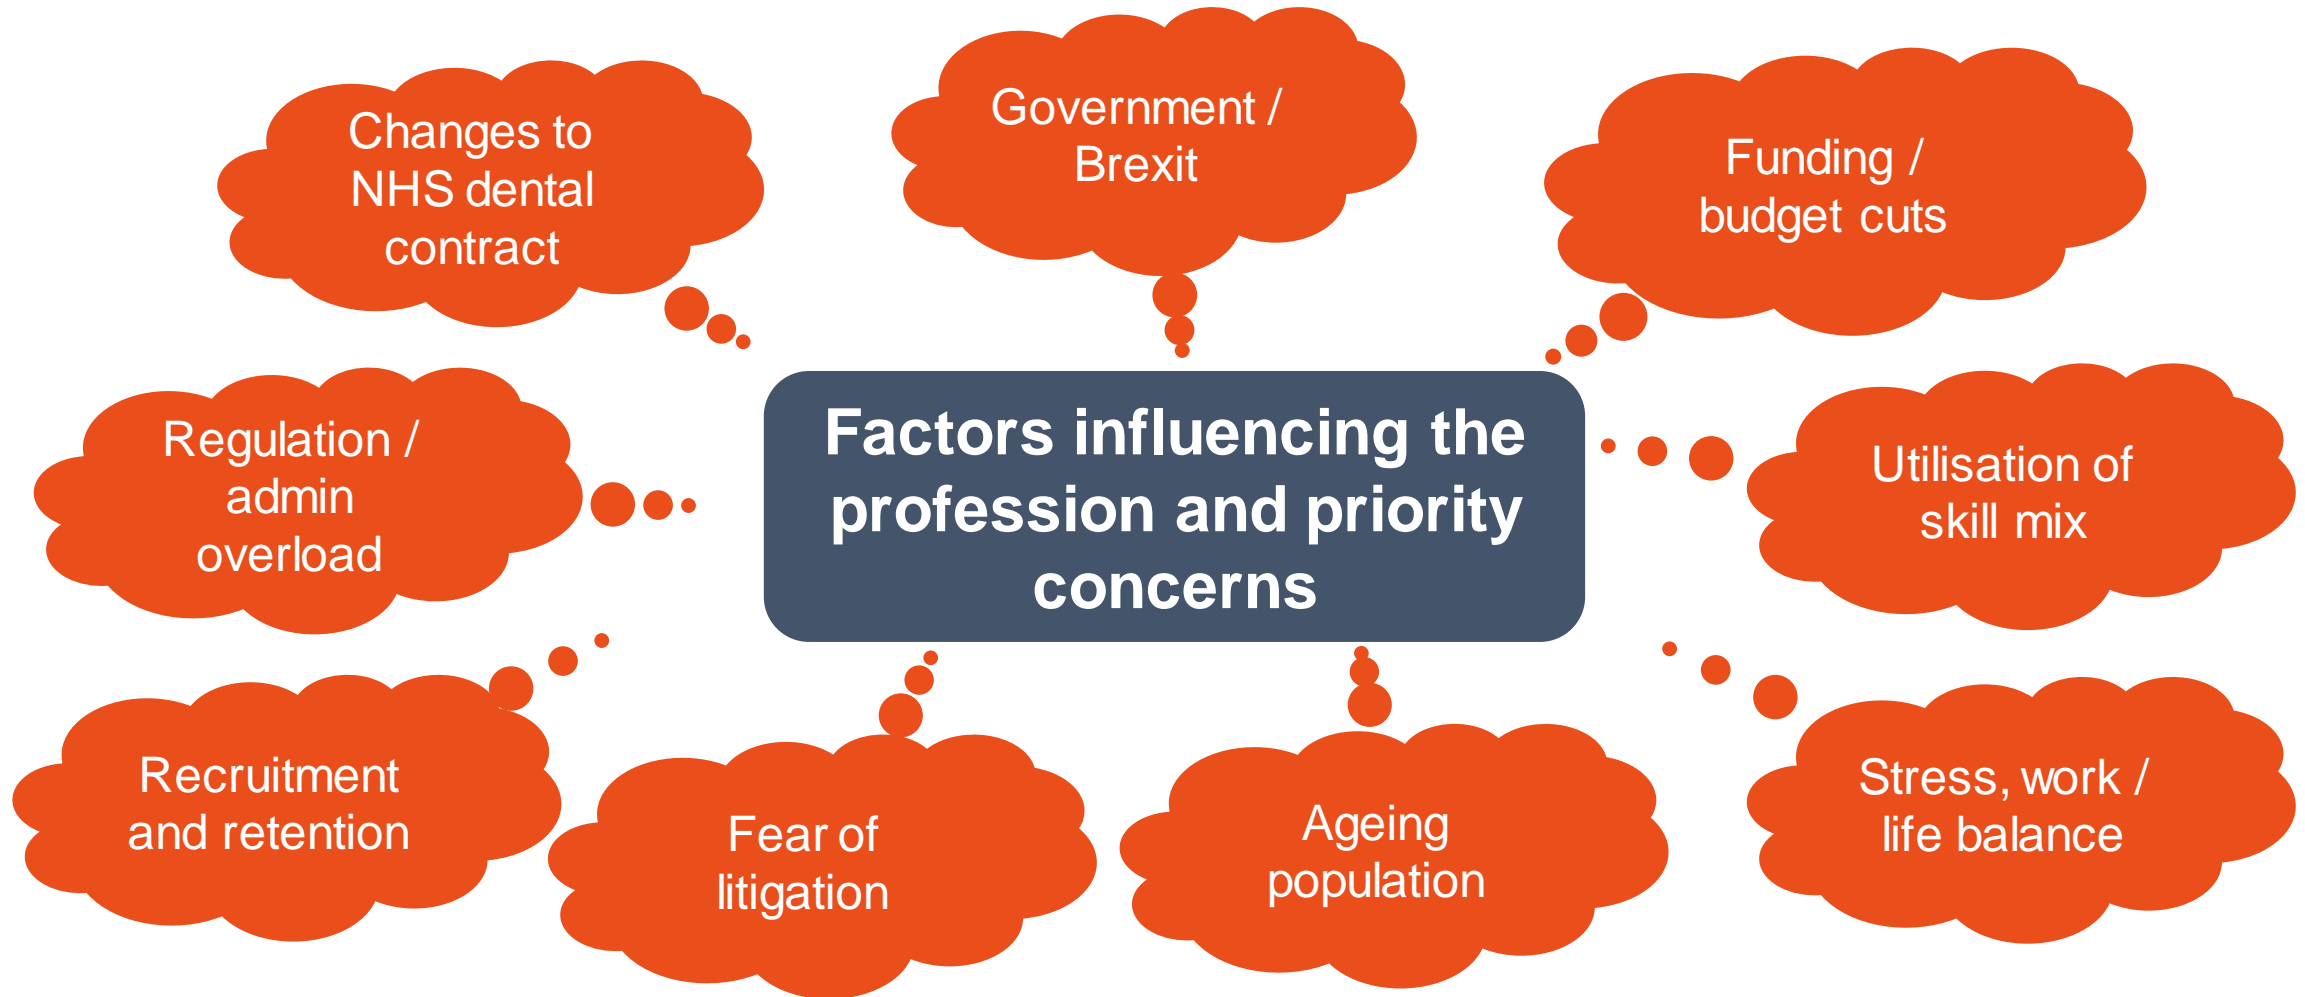 Changes to
NHS dental
contract
Government /
Brexit
Funding /
budget cuts
Regulation /
admin
overload
Factors influencing the
profession and priority
concerns
Utilisation of
skill mix
Recruitment
and retention
Fear of
litigation
Ageing
population
Stress, work /
life balance